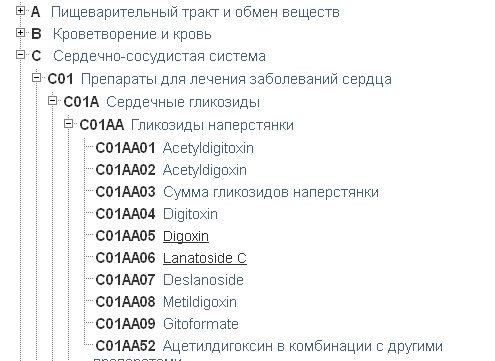 A Пищеварительный тракт и обмен веществ
B Кроветворение и кровь
C Сердечно-сосудистая система
C01 Препараты для лечения заболеваний сердца
C01A Сердечные гликозиды
C01AA Гликозиды наперстянки
C01AA01 Acetyldigitoxin
C01AA02 Acetyldigoxin
C01AA03 Сумма гликозидов наперстянки
C01AA04 Digitoxin
C01AA05 Digoxin
C01AA06 Lanatoside C
C01AA07 Deslanoside
C01AA08 Metildigoxin
C01AA09 Gitoformate
C01AA52 Ацетилдигоксин в комбинации с другими
препаратами